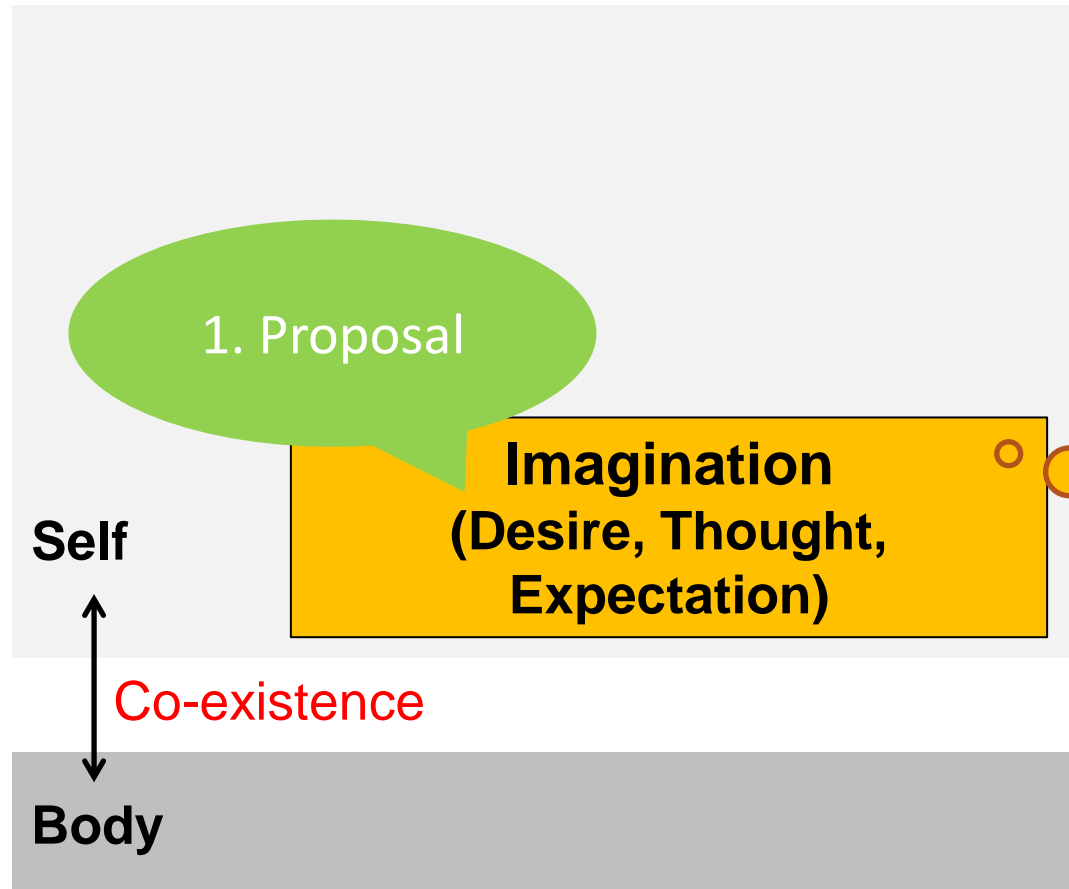 1. Proposal
Imagination
(Desire, Thought,
Expectation)
Self
Co-existence
Body